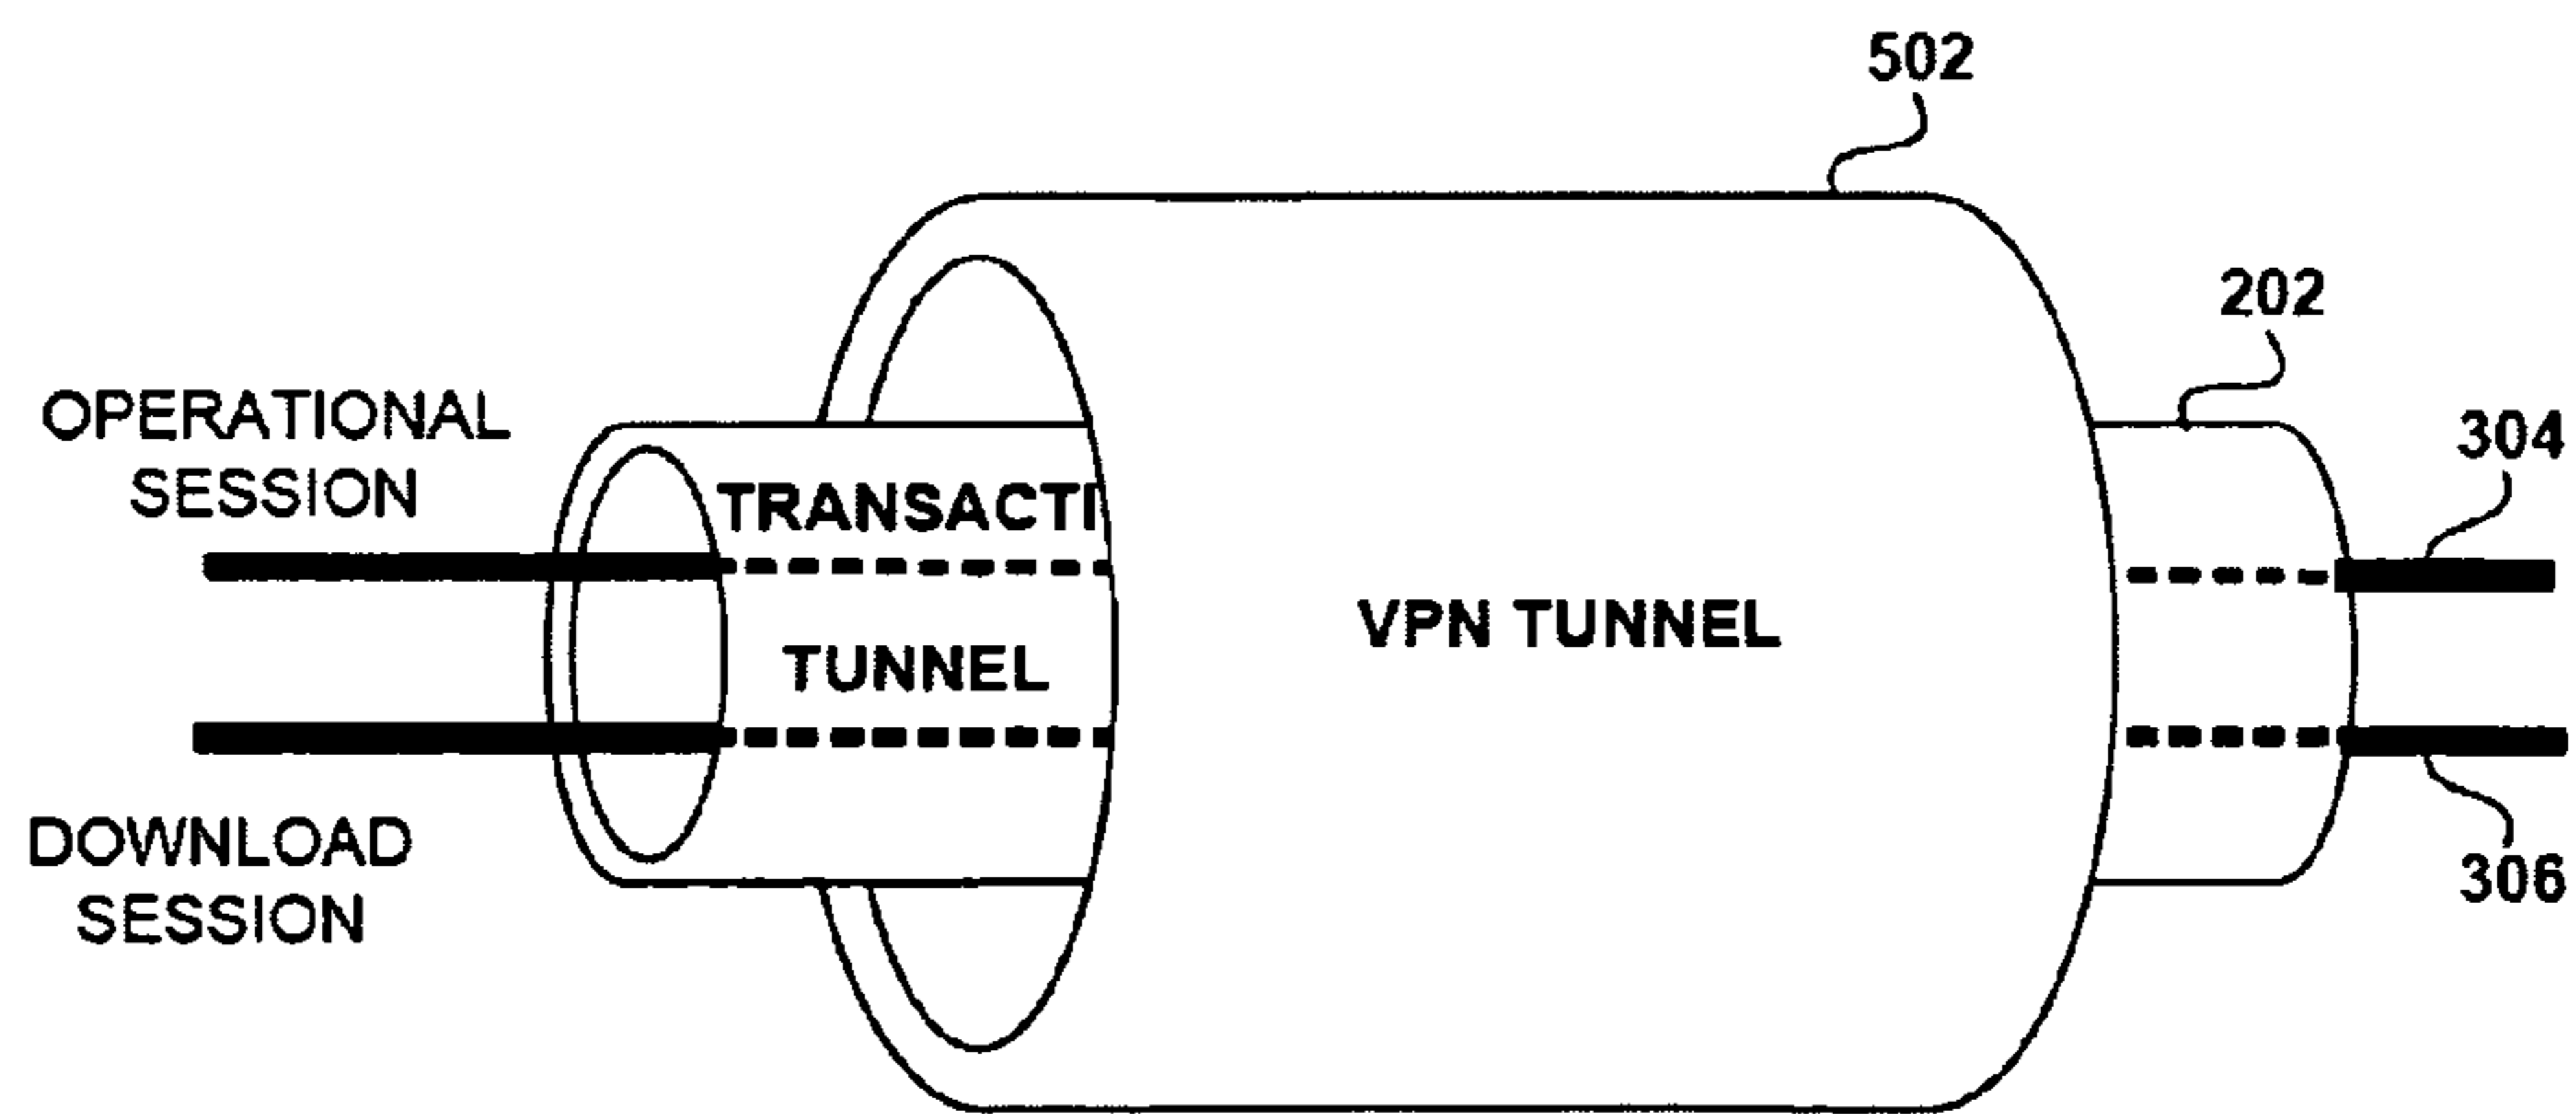 502
202
304
OPERATIONAL
SESSION
TRANSACTI
VPN TUNNEL
TUNNEL
DOWNLOAD
SESSION
306